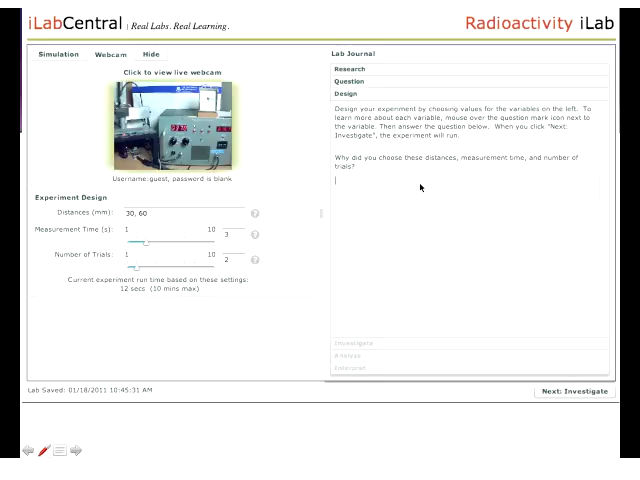 iLabCentral | Real Labs. Real Learning.
Radioactivity iLab
Simulation Webcam Hide
Click to view live webcam
Username:guest, password is blank
Experiment Design
Distances (mm): 30, 60 ?
Measurement Time (s): 1 10 3 ?
Number of Trials: 1 10 2 ?
Current experiment run time based on these settings:
12 secs (10 mins max)
Lab Journal
Research
Question
Design
Design your experiment by choosing values for the variables on the left. To
learn more about each variable, mouse over the question mark icon next to
the variable. Then answer the question below. When you click "Next:
Investigate", the experiment will run.
Why did you choose these distances, measurement time, and number of
trials?
Investigate
Analyze
Interpret
Lab Saved: 01/18/2011 10:45:31 AM
Next: Investigate